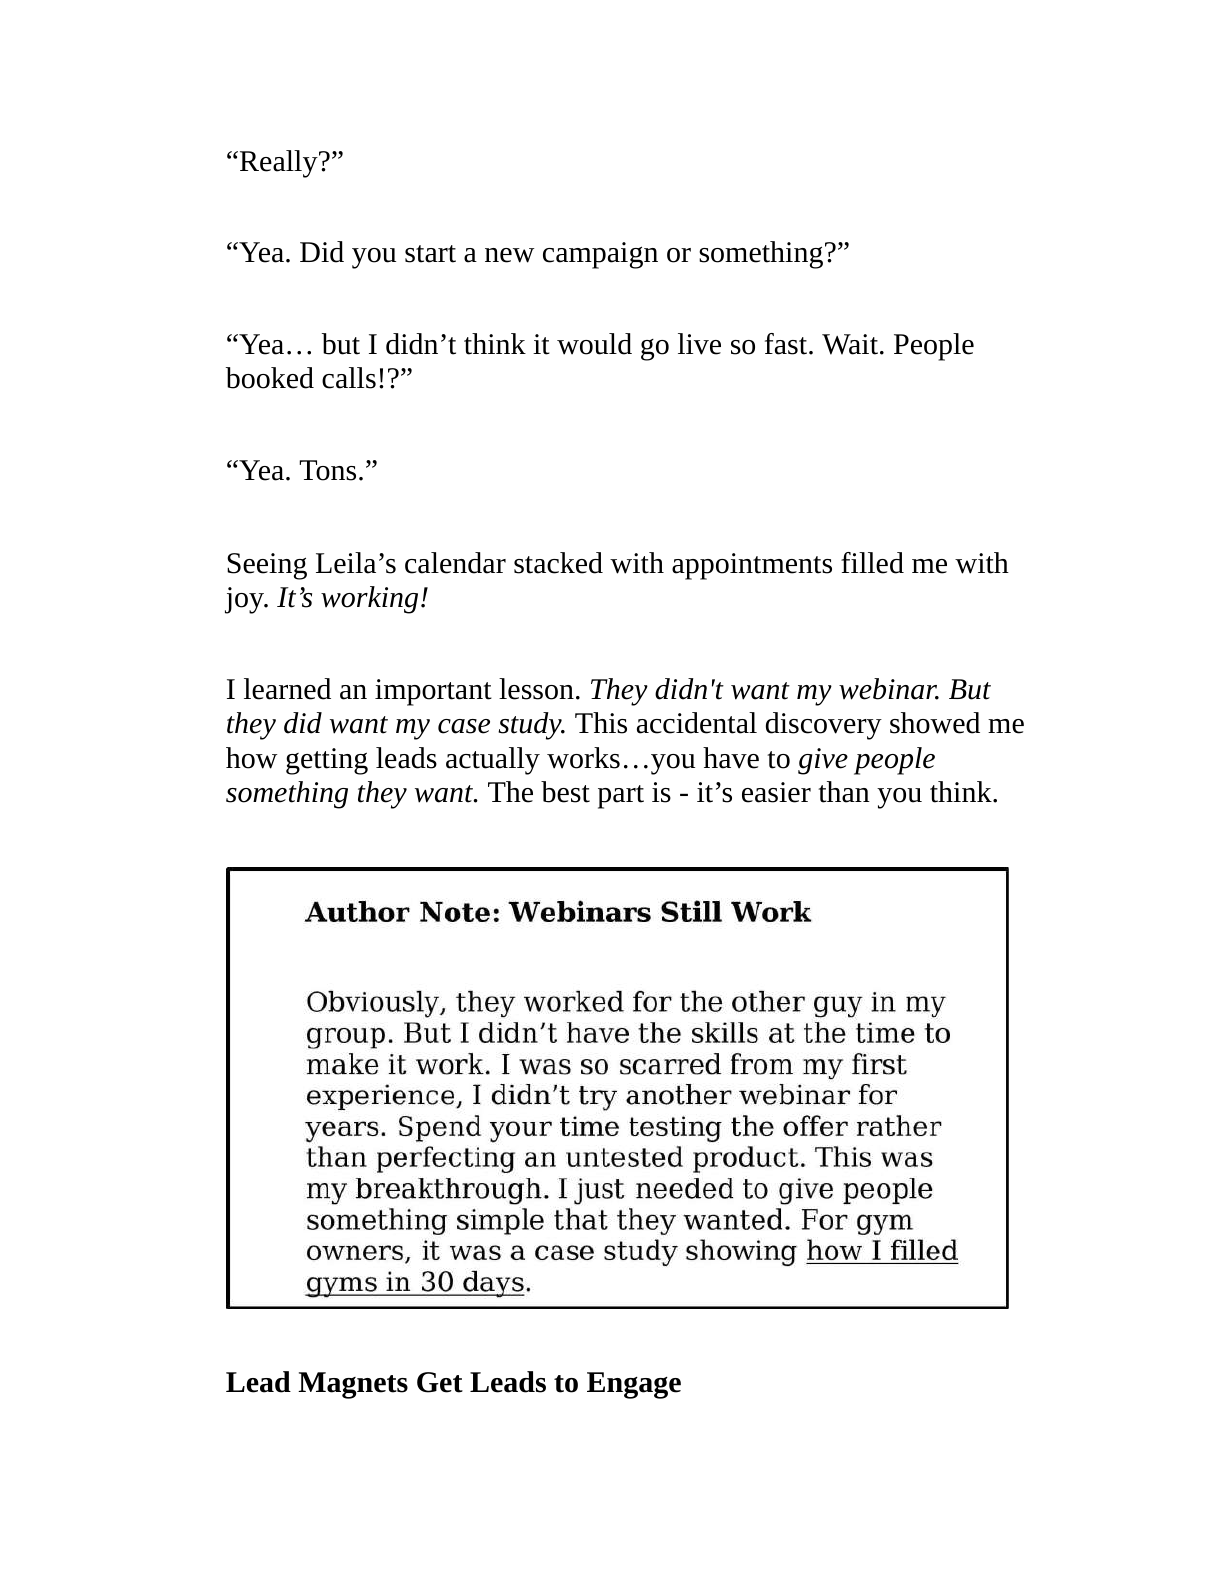 “Really?”
“Yea. Did you start a new campaign or something?”
“Yea… but I didn’t think it would go live so fast. Wait. People
booked calls!?”
“Yea. Tons.”
Seeing Leila’s calendar stacked with appointments filled me with
joy. It’s working!
I learned an important lesson. They didn't want my webinar. But
they did want my case study. This accidental discovery showed me
how getting leads actually works…you have to give people
something they want. The best part is - it’s easier than you think.
Author Note: Webinars Still Work
Obviously, they worked for the other guy in my
group. But I didn’t have the skills at the time to
make it work. I was so scarred from my first
experience, I didn’t try another webinar for
years. Spend your time testing the offer rather
than perfecting an untested product. This was
my breakthrough. I just needed to give people
something simple that they wanted. For gym
owners, it was a case study showing how I filled
gyms in 30 days.
Lead Magnets Get Leads to Engage